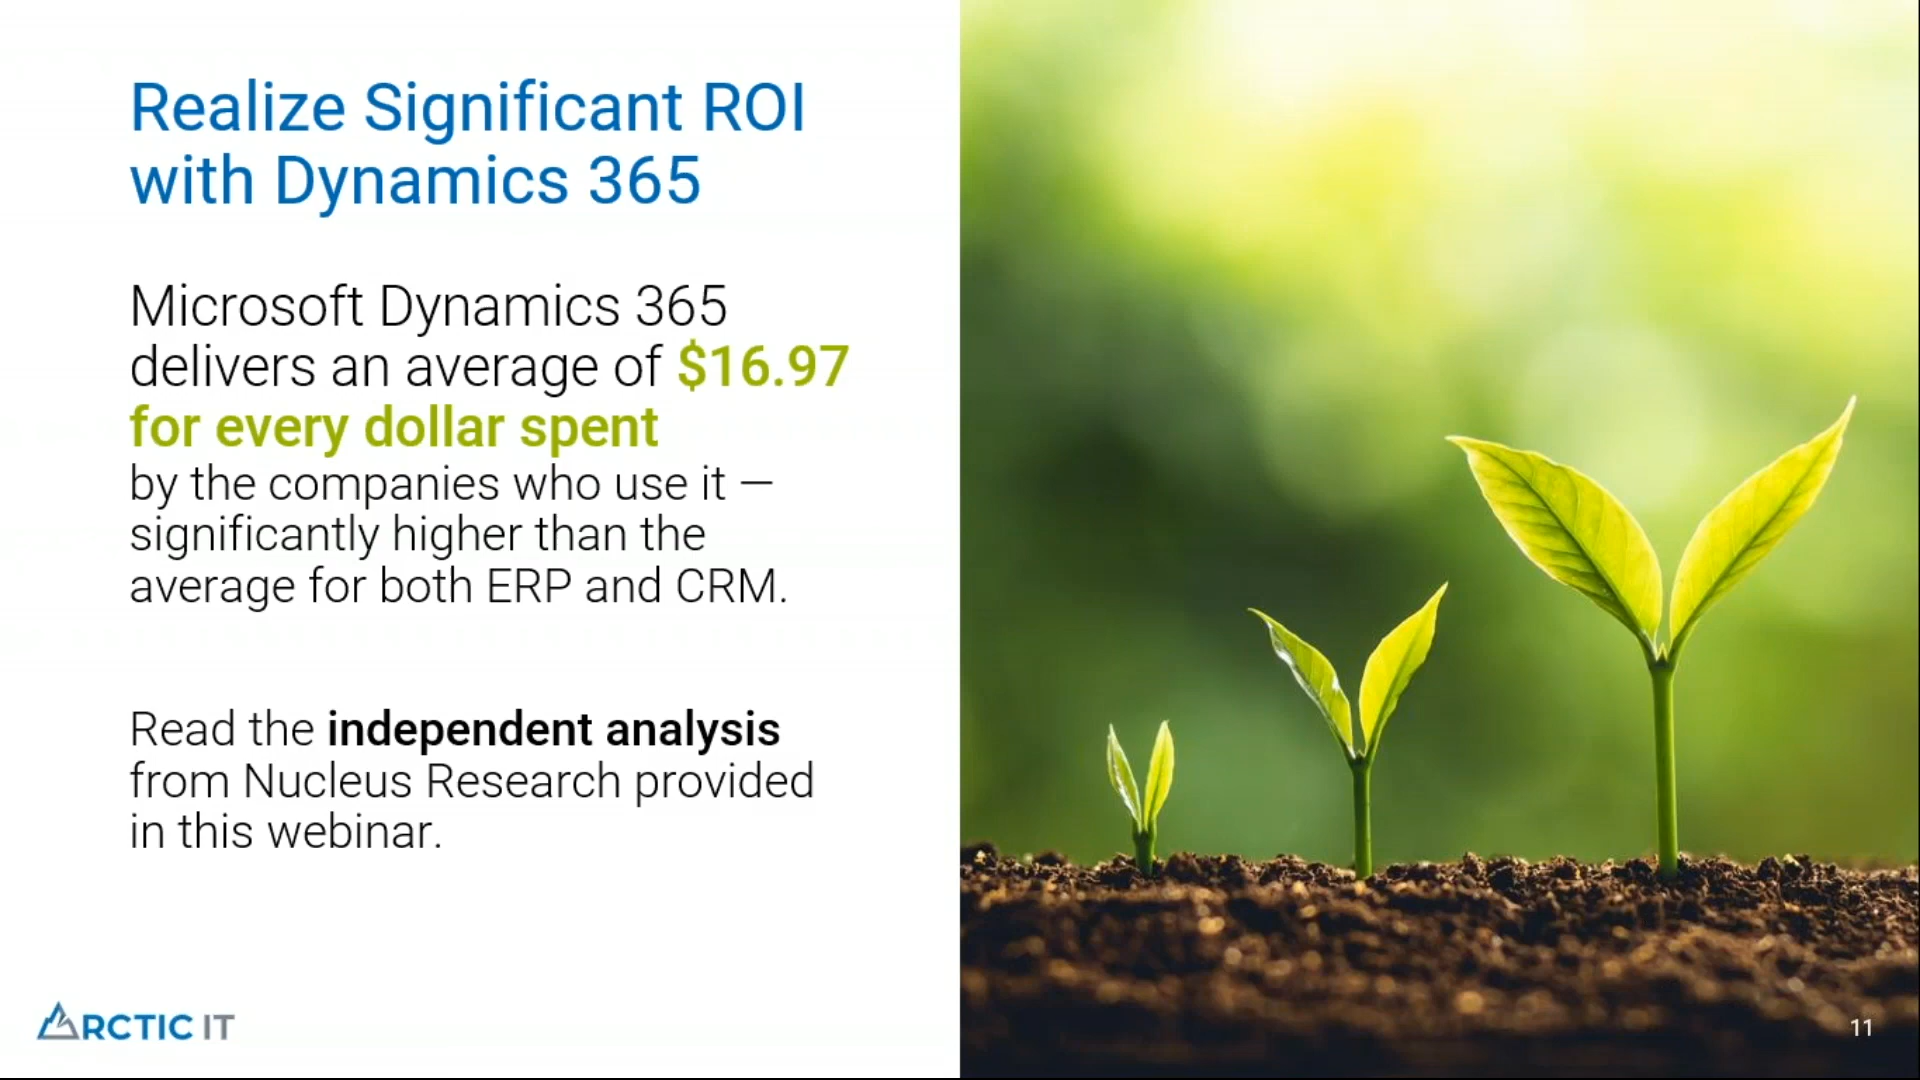 Realize Significant ROI
with Dynamics 365
Microsoft Dynamics 365
delivers an average of $16.97
for every dollar spent
by the companies who use it —
significantly higher than the
average for both ERP and CRM.
Read the independent analysis
from Nucleus Research provided
in this webinar.
ARCTIC IT
11